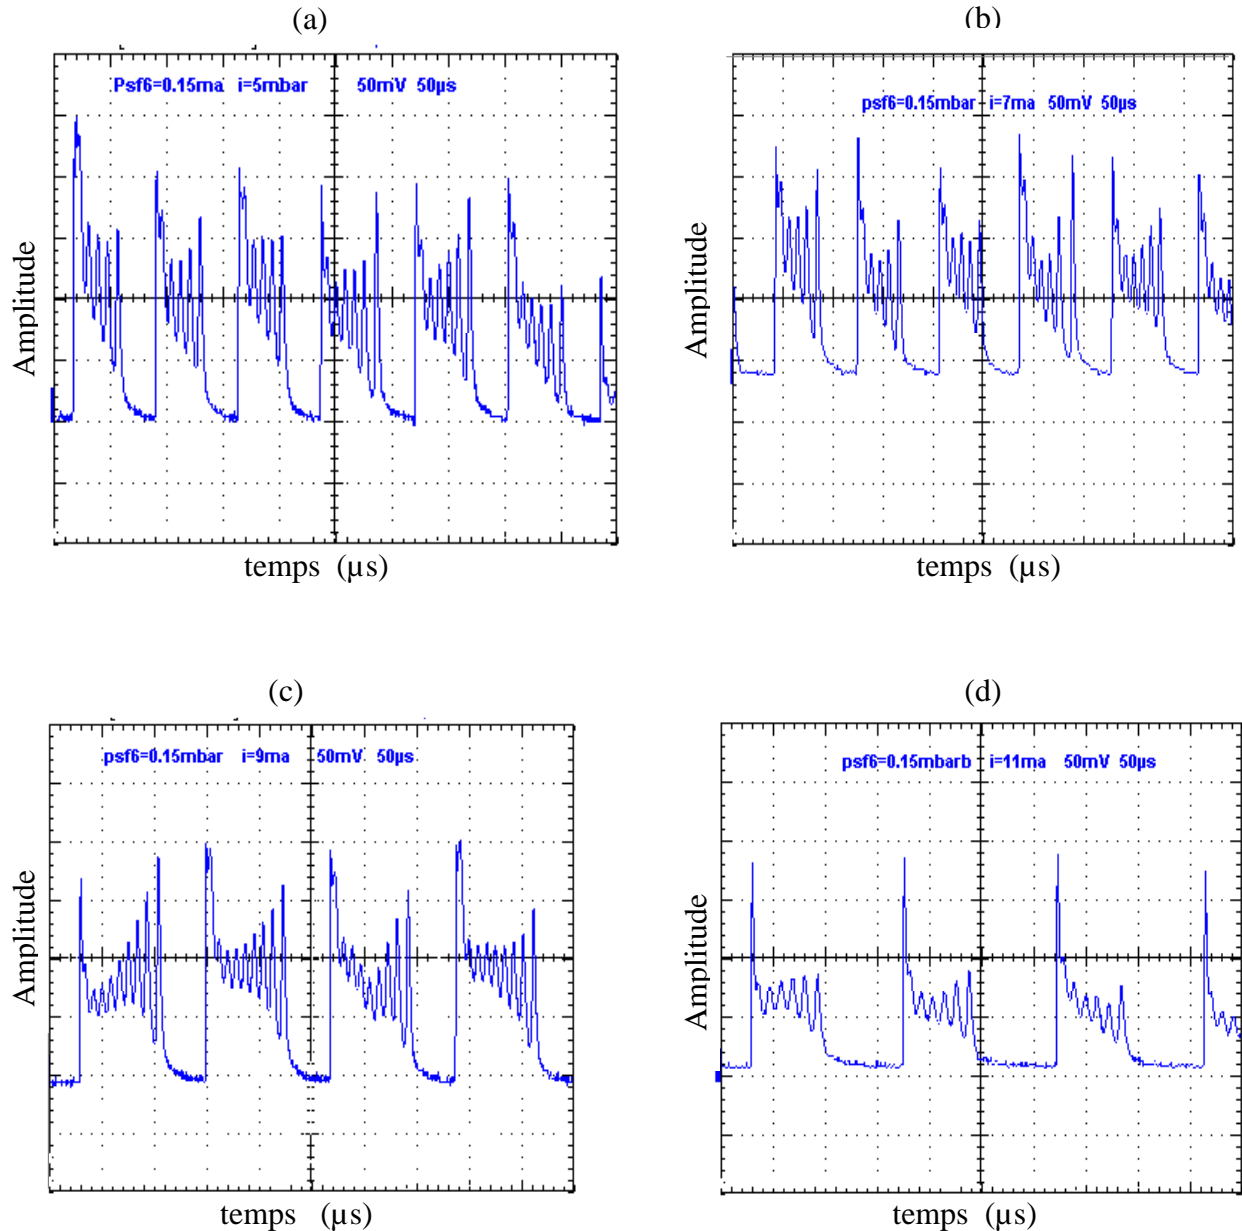 (a)
Psf6=0.15ma i=5mbar 50mV 50µs
Amplitude
temps (µs)
(b)
psf6=0.15mbar i=7ma 50mV 50µs
Amplitude
temps (µs)
(c)
psf6=0.15mbar i=9ma 50mV 50µs
Amplitude
temps (µs)
(d)
psf6=0.15mbarb i=11ma 50mV 50µs
Amplitude
temps (µs)